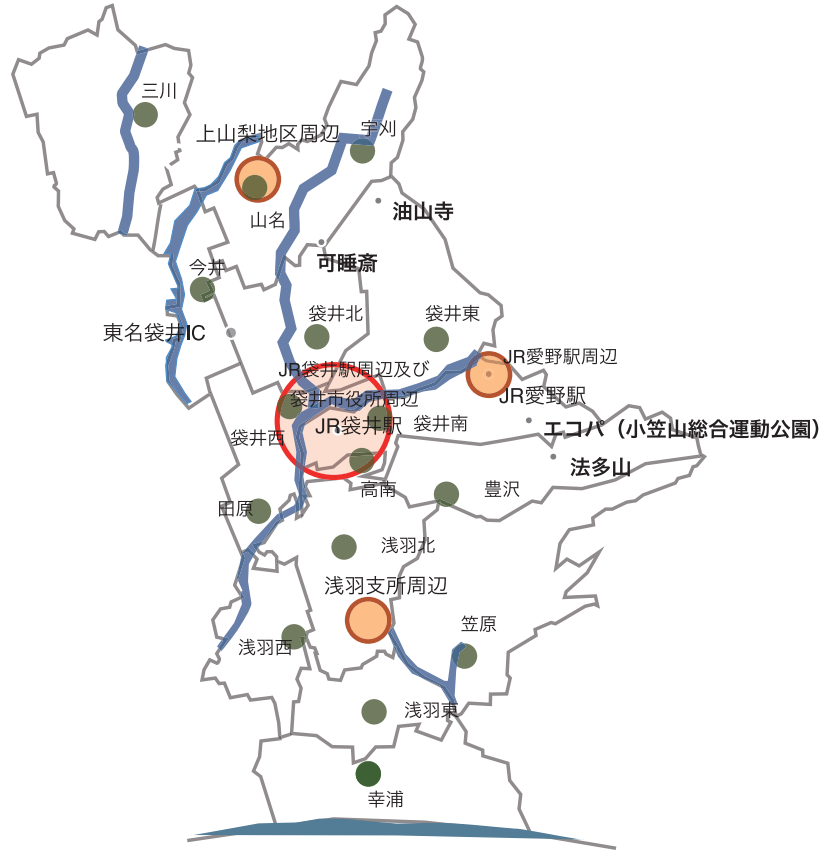 三川
宇刈
上山梨地区周辺
油山寺
山名
可睡斎
今井
袋井北
袋井東
東名袋井IC
JR愛野駅周辺
JR袋井駅周辺及び
袋井市役所周辺
JR愛野駅
JR袋井駅
袋井南
エコパ（小笠山総合運動公園）
袋井西
法多山
高南
豊沢
田原
浅羽北
浅羽支所周辺
笠原
浅羽西
浅羽東
幸浦